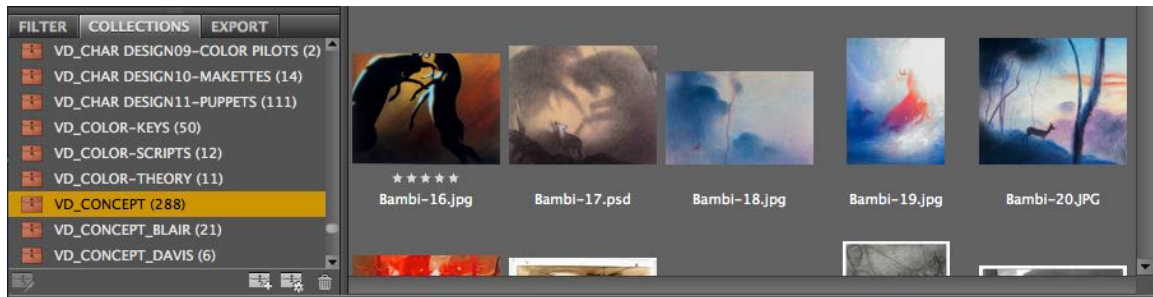 FILTER COLLECTIONS EXPORT
VD_CHAR DESIGN09-COLOR PILOTS (2)
VD_CHAR DESIGN10-MAKETTES (14)
VD_CHAR DESIGN11-PUPPETS (111)
VD_COLOR-KEYS (50)
VD_COLOR-SCRIPTS (12)
VD_COLOR-THEORY (11)
VD_CONCEPT (288)
VD_CONCEPT_BLAIR (21)
VD_CONCEPT_DAVIS (6)
Bambi-16.jpg Bambi-17.psd Bambi-18.jpg Bambi-19.jpg Bambi-20.JPG